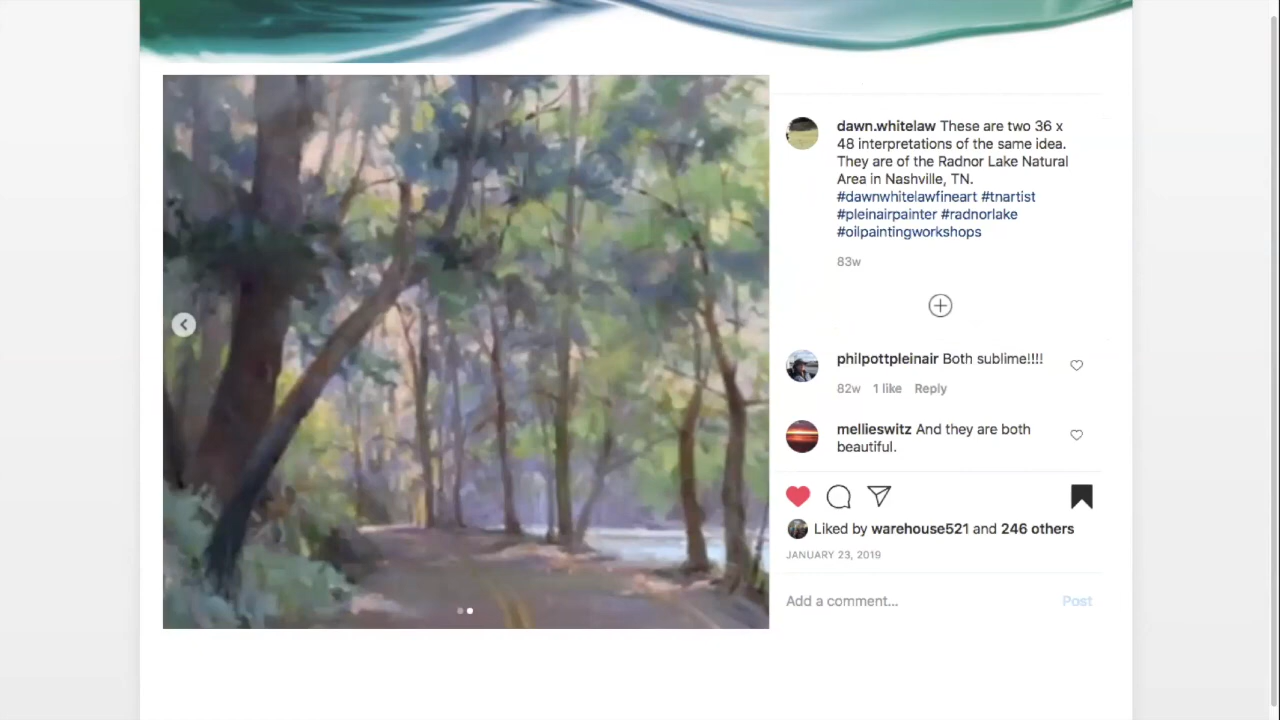 dawn.whitelaw These are two 36 x
48 interpretations of the same idea.
They are of the Radnor Lake Natural
Area in Nashville, TN.
#dawnwhitelawfineart #tnartist
#pleinairpainter #radnorlake
#oilpaintingworkshops
83w
philpottpleinair Both sublime!!!!
82w 1 like Reply
mellieswitz And they are both
beautiful.
Liked by warehouse521 and 246 others
JANUARY 23, 2019
Add a comment... Post